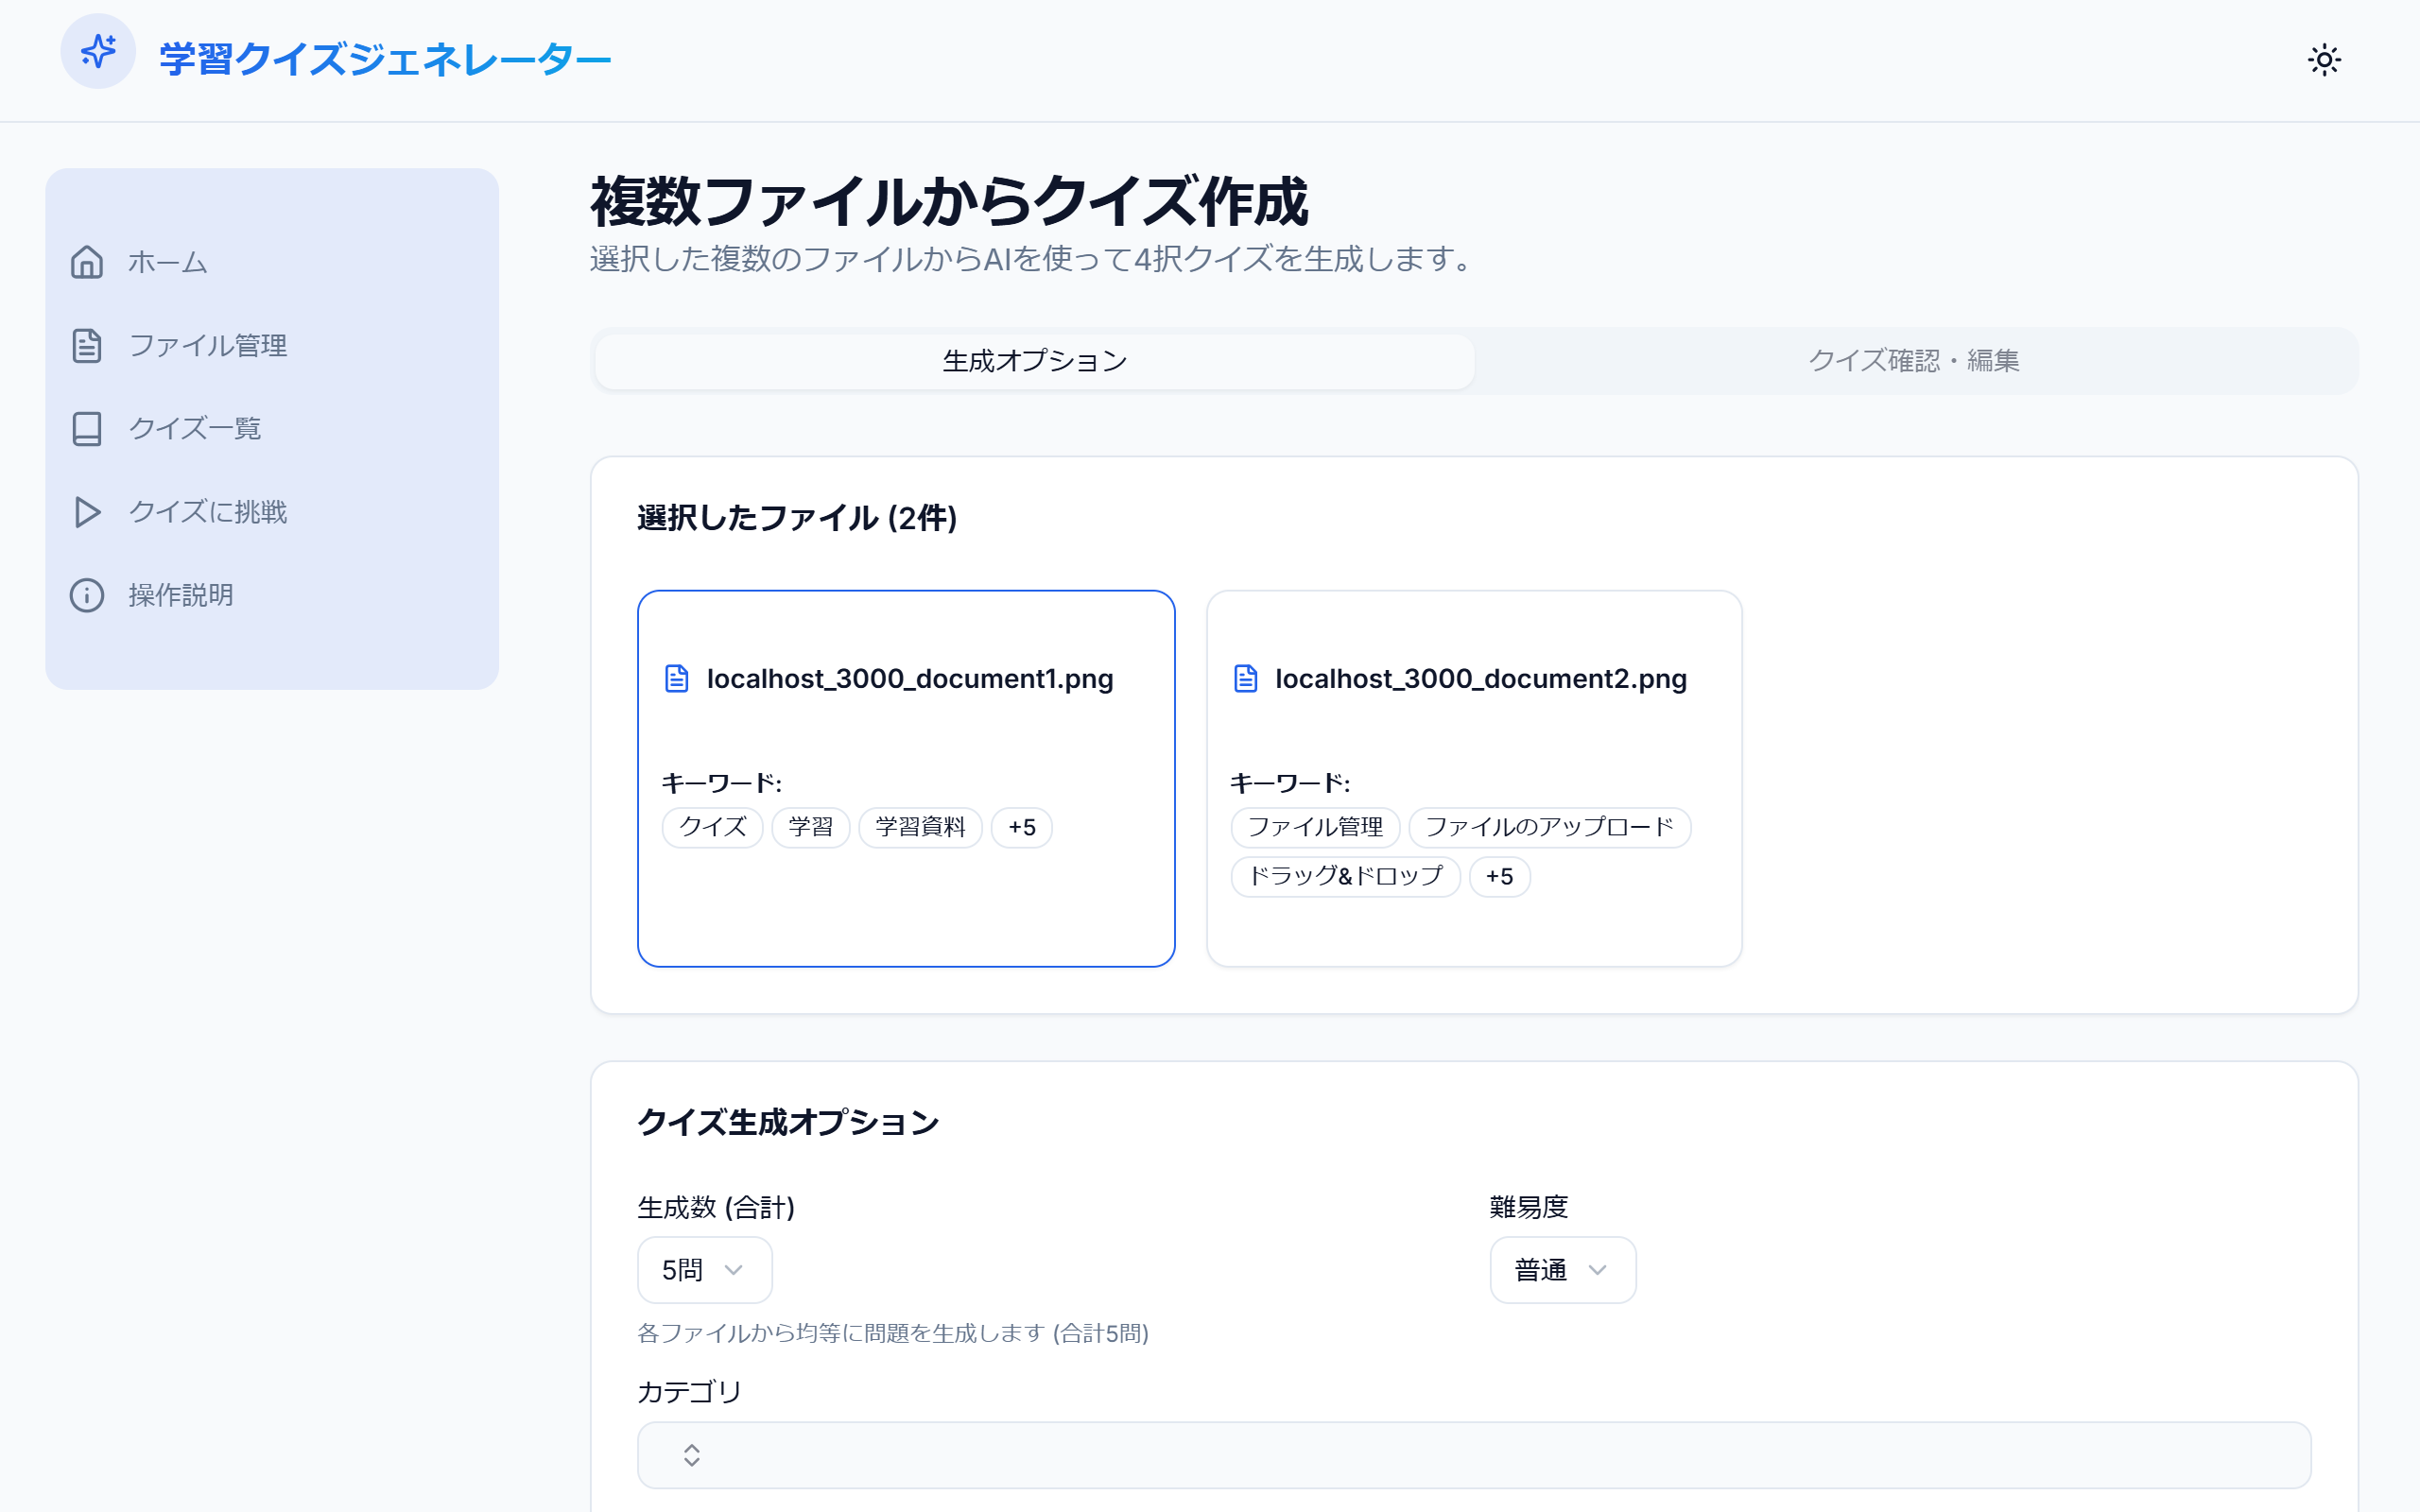 学習クイズジェネレーター
ホーム
ファイル管理
クイズ一覧
クイズに挑戦
操作説明
複数ファイルからクイズ作成
選択した複数のファイルからAIを使って4択クイズを生成します。
生成オプション
クイズ確認・編集
選択したファイル (2件)
localhost_3000_document1.png
キーワード:
クイズ 学習 学習資料 +5
localhost_3000_document2.png
キーワード:
ファイル管理 ファイルのアップロード
ドラッグ&ドロップ +5
クイズ生成オプション
生成数 (合計)
5問
各ファイルから均等に問題を生成します (合計5問)
難易度
普通
カテゴリ